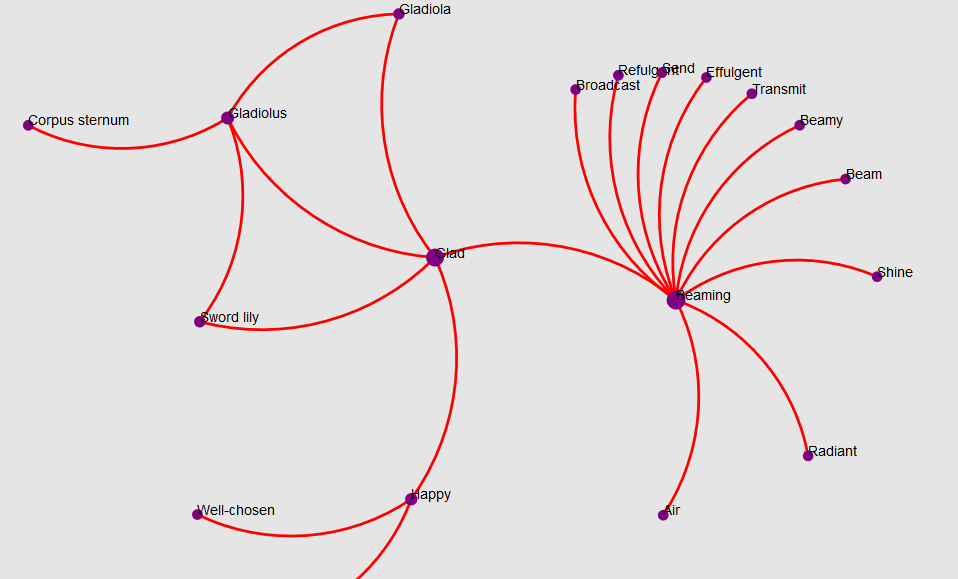 Gladiola
Refulgent
Send
Effulgent
Broadcast
Transmit
Corpus sternum
Gladiolus
Beamy
Beam
Glad
Shine
Beaming
Sword lily
Radiant
Happy
Well-chosen
Air